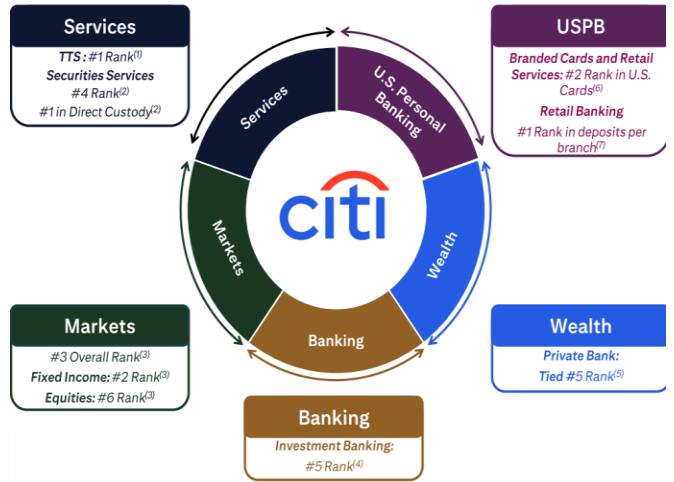 Services
TTS : #1 Rank(1)
Securities Services
#4 Rank(2)
#1 in Direct Custody(2)
USPB
Branded Cards and Retail
Services: #2 Rank in U.S.
Cards(6)
Retail Banking
#1 Rank in deposits per
branch(7)
Services
U.S. Personal
Banking
citi
Markets
Wealth
Banking
Markets
#3 Overall Rank(3)
Fixed Income: #2 Rank(3)
Equities: #6 Rank(3)
Wealth
Private Bank:
Tied #5 Rank(5)
Banking
Investment Banking:
#5 Rank(4)